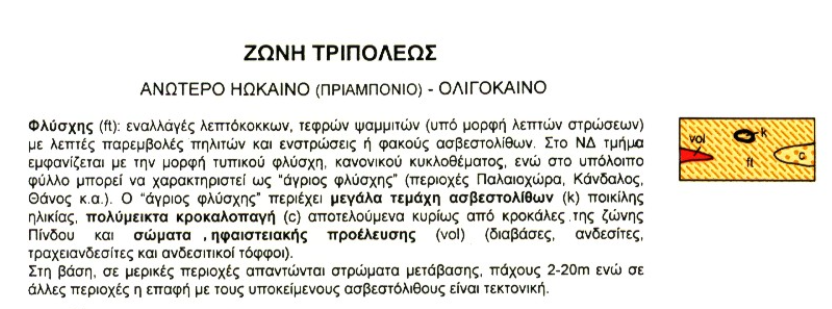 ΖΩΝΗ ΤΡΙΠΟΛΕΩΣ
ΑΝΩΤΕΡΟ ΗΩΚΑΙΝΟ (ΠΡΙΑΜΠΟΝΙΟ) - ΟΛΙΓΟΚΑΙΝΟ
Φλύσχης (ft): εναλλαγές λεπτόκοκκων, τεφρών ψαμμιτών (υπό μορφή λεπτών στρώσεων)
με λεπτές παρεμβολές πηλιτών και ενστρώσεις ή φακούς ασβεστολίθων. Στο ΝΔ τμήμα
εμφανίζεται με την μορφή τυπικού φλύσχη, κανονικού κυκλοθέματος, ενώ στο υπόλοιπο
φύλλο μπορεί να χαρακτηριστεί ως "άγριος φλύσχης" (περιοχές Παλαιοχώρα, Κάνδαλος,
Θάνος κ.α.). Ο "άγριος φλύσχης" περιέχει μεγάλα τεμάχη ασβεστολίθων (k) ποικίλης
ηλικίας, πολύμεικτα κροκαλοπαγή (c) αποτελούμενα κυρίως από κροκάλες .της ζώνης
Πίνδου και σώματα , ηφαιστειακής προέλευσης (vol) (διαβάσες, ανδεσίτες,
τραχειανδεσίτες και ανδεσιτικοί τόφφοι).
Στη βάση, σε μερικές περιοχές απαντώνται στρώματα μετάβασης, πάχους 2-20m ενώ σε
άλλες περιοχές η επαφή με τους υποκείμενους ασβεστόλιθους είναι τεκτονική.
vol
k
ft
c